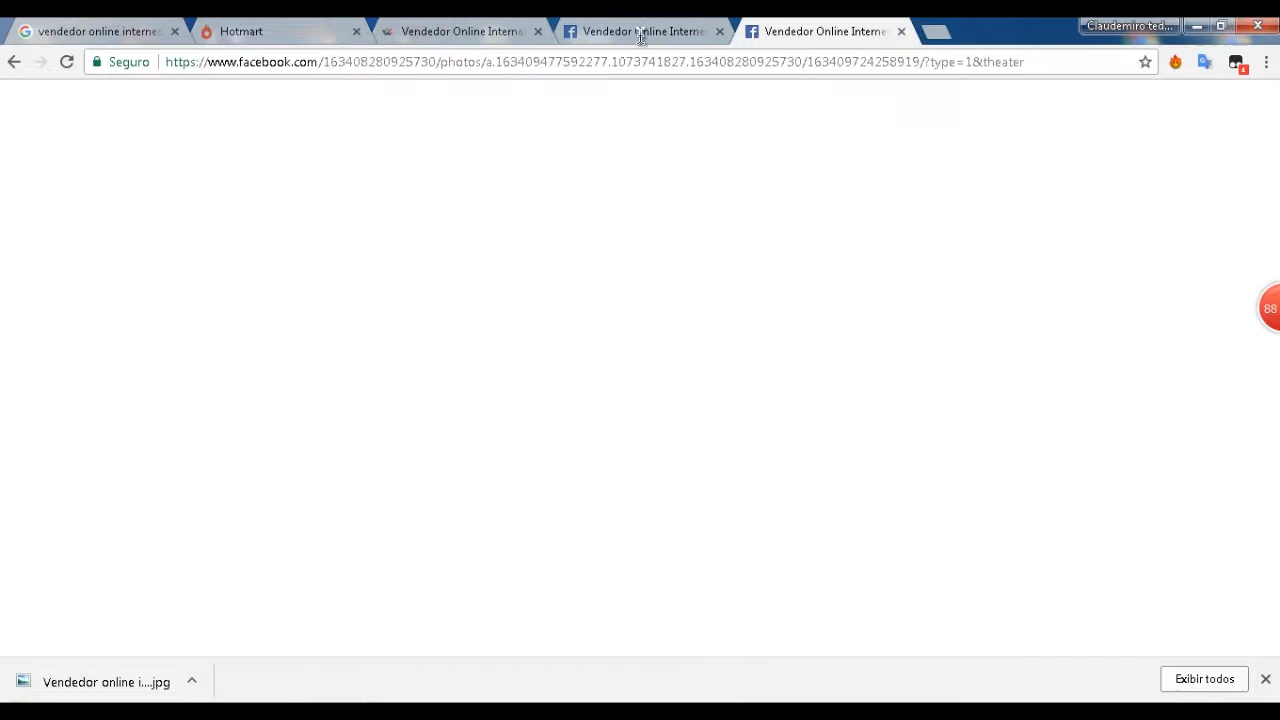 vendedor online internec
Hotmart
Vendedor Online Interna
Vendedor Online Interne
Vendedor Online Interne
Claudemiro ted...
Seguro
https://www.facebook.com/163408280925730/photos/a.163409477592277.1073741827.163408280925730/163409724258919/?type=1&theater
88
Vendedor online i....jpg
Exibir todos